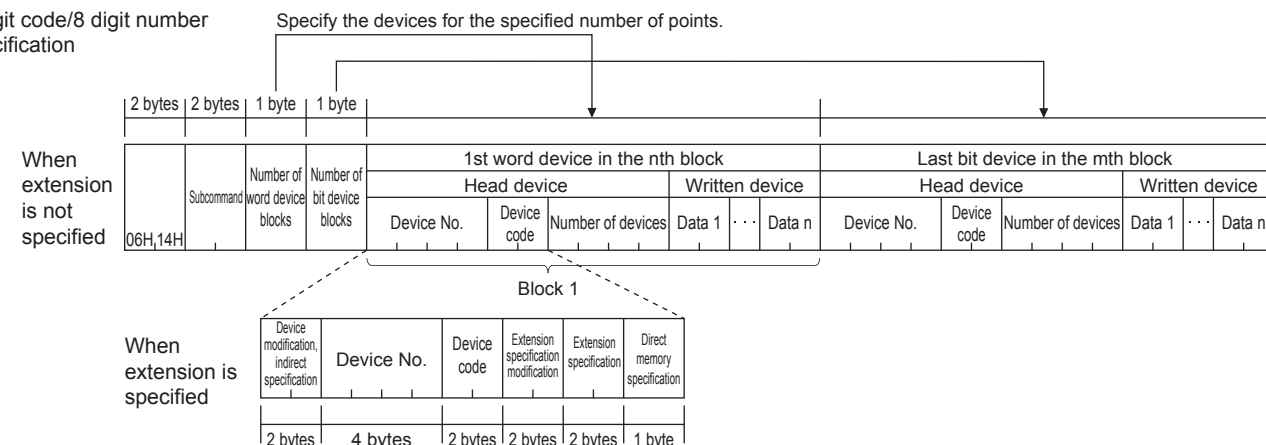 git code/8 digit number
cification
Specify the devices for the specified number of points.
2 bytes 2 bytes 1 byte 1 byte
When
extension
is not
specified
06H 14H
Subcommand
Number of
word device
blocks
Number of
bit device
blocks
1st word device in the nth block
Last bit device in the mth block
Head device
Written device
Head device
Written device
Device No.
Device
code
Number of devices
Data 1 ··· Data n
Device No.
Device
code
Number of devices
Data 1 ··· Data n
Block 1
When
extension is
specified
Device
modification,
indirect
specification
Device No.
Device
code
Extension
specification
modification
Extension
specification
Direct
memory
specification
2 bytes 4 bytes 2 bytes 2 bytes 2 bytes 1 byte